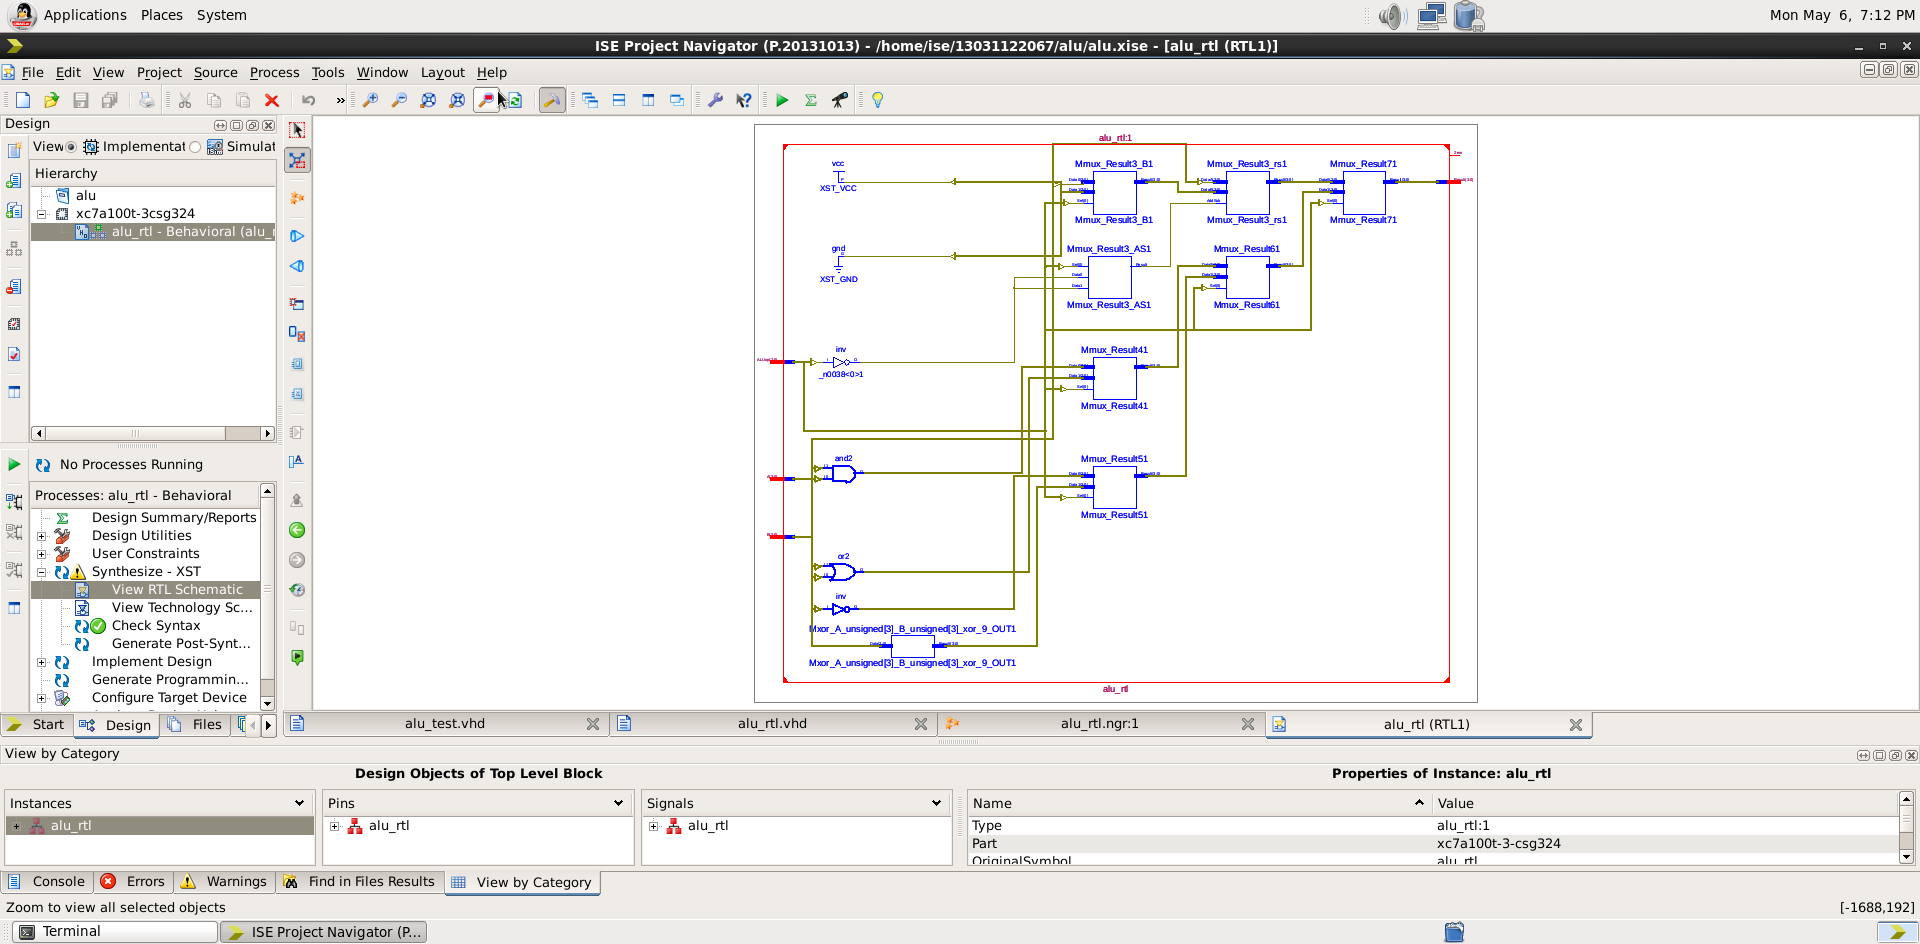 Applications Places System
Mon May 6, 7:12 PM
ISE Project Navigator (P.20131013) - /home/ise/13031122067/alu/alu.xise - [alu_rtl (RTL1)]
File Edit View Project Source Process Tools Window Layout Help
»
Design
View Implementat Simulat
Hierarchy
alu
xc7a100t-3csg324
alu_rtl - Behavioral (alu_r
No Processes Running
Processes: alu_rtl - Behavioral
Design Summary/Reports
Design Utilities
User Constraints
Synthesize - XST
View RTL Schematic
View Technology Sc...
Check Syntax
Generate Post-Synt...
Implement Design
Generate Programmin...
Configure Target Device
Start Design Files
alu_rtl:1
vcc
XST_VCC
Mmux_Result3_B1
Mmux_Result3_B1
Mmux_Result3_rs1
Mmux_Result3_rs1
Mmux_Result71
Mmux_Result71
gnd
XST_GND
Mmux_Result3_AS1
Mmux_Result3_AS1
Mmux_Result61
Mmux_Result61
inv
_n0038<0>1
Mmux_Result41
Mmux_Result41
and2
Mmux_Result51
Mmux_Result51
or2
inv
Mxor_A_unsigned[3]_B_unsigned[3]_xor_9_OUT1
Mxor_A_unsigned[3]_B_unsigned[3]_xor_9_OUT1
alu_rtl
alu_test.vhd alu_rtl.vhd alu_rtl.ngr:1 alu_rtl (RTL1)
View by Category
Design Objects of Top Level Block
Properties of Instance: alu_rtl
Instances Pins Signals
alu_rtl alu_rtl alu_rtl
Name Value
Type alu_rtl:1
Part xc7a100t-3-csg324
OriginalSymbol alu_rtl
Console Errors Warnings Find in Files Results View by Category
Zoom to view all selected objects
[-1688,192]
Terminal ISE Project Navigator (P...